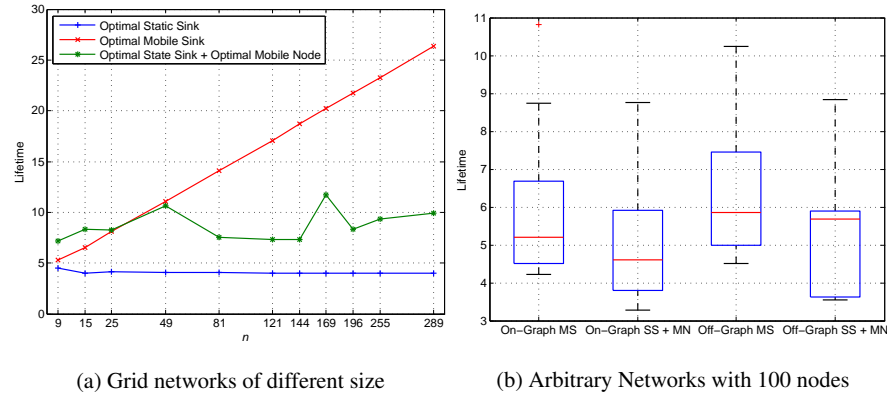 30
25
20
15
10
5
0
Lifetime
Optimal Static Sink
Optimal Mobile Sink
Optimal State Sink + Optimal Mobile Node
9 15 25 49 81 121 144 169 196 255 289
n
(a) Grid networks of different size
11
10
9
8
7
6
5
4
3
Lifetime
On-Graph MS On-Graph SS + MN Off-Graph MS Off-Graph SS + MN
(b) Arbitrary Networks with 100 nodes